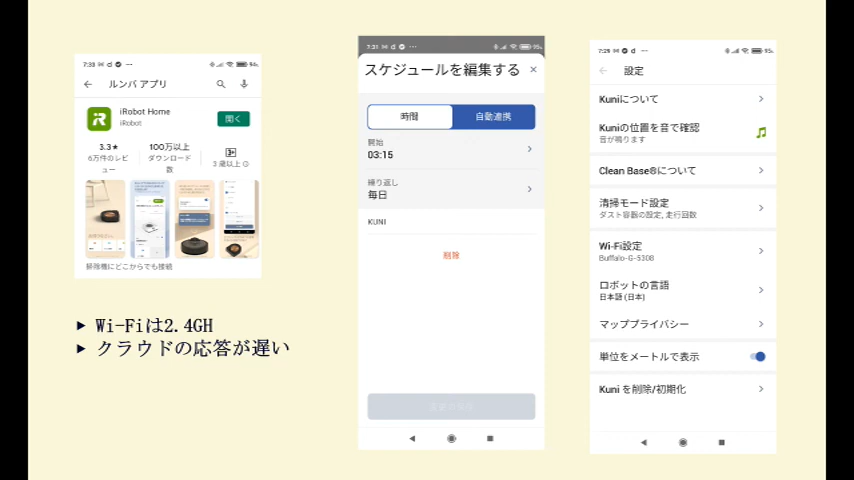 7:33
ルンバ アプリ
iRobot Home
iRobot
開く
3.3★
6万件のレビュー
100万以上
ダウンロード数
3+
3 歳以上
掃除機にどこからでも接続
▶ Wi-Fiは2.4GH
▶ クラウドの応答が遅い
7:31
スケジュールを編集する ×
時間
自動連携
開始
03:15
繰り返し
毎日
KUNI
削除
7:29
設定
Kuniについて
Kuniの位置を音で確認
音が鳴ります
Clean Base®について
清掃モード設定
ダスト容器の設定, 走行回数
Wi-Fi設定
Buffalo-G-5308
ロボットの言語
日本語 (日本)
マッププライバシー
単位をメートルで表示
Kuni を削除/初期化